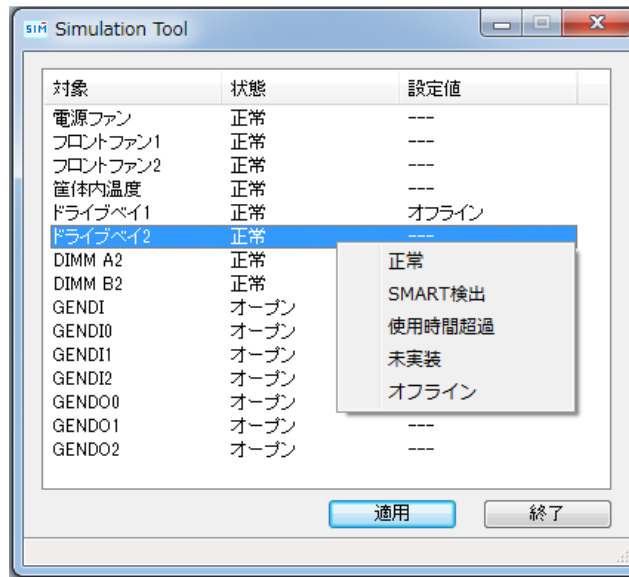 SIM Simulation Tool
対象 状態 設定値
電源ファン 正常 ---
フロントファン1 正常 ---
フロントファン2 正常 ---
筐体内温度 正常 ---
ドライブベイ1 正常 オフライン
ドライブベイ2 正常 ---
DIMM A2 正常
DIMM B2 正常
GENDI オープン
GENDI0 オープン
GENDI1 オープン
GENDI2 オープン
GENDO0 オープン
GENDO1 オープン ---
GENDO2 オープン ---
正常
SMART検出
使用時間超過
未実装
オフライン
適用 終了